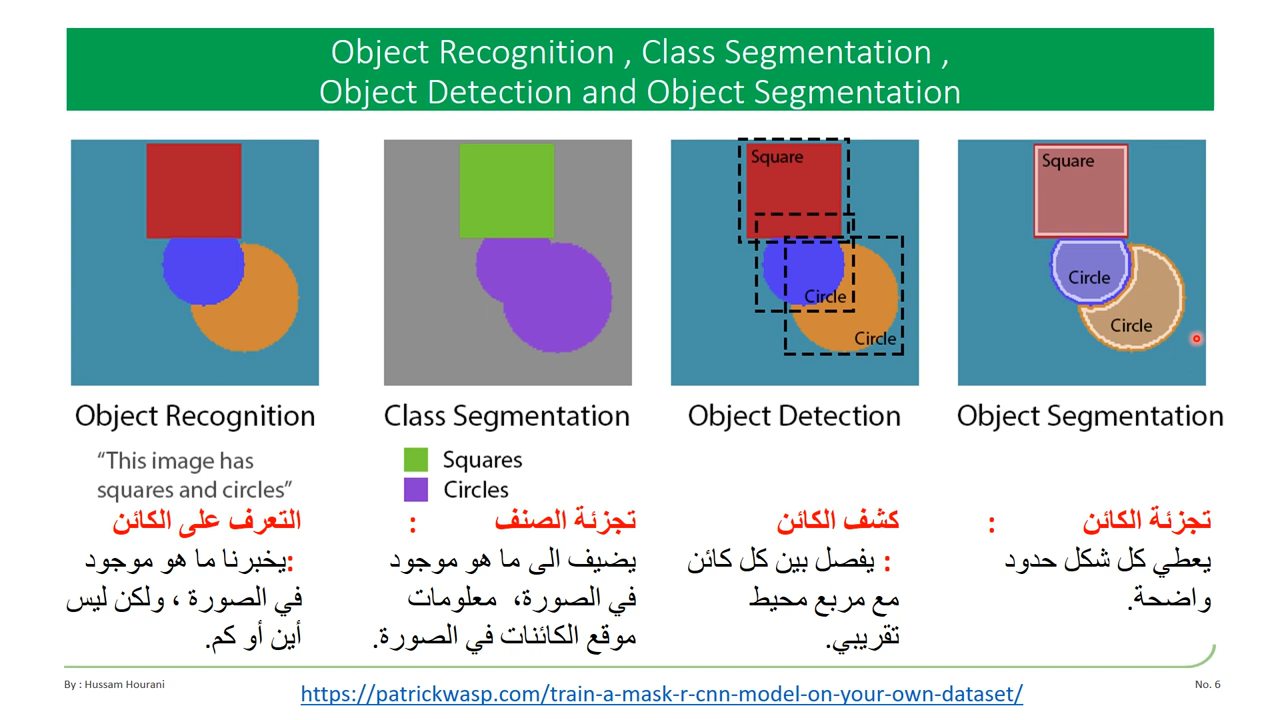 Object Recognition , Class Segmentation ,
Object Detection and Object Segmentation
Square
Circle
Circle
Square
Circle
Circle
Object Recognition
Class Segmentation
Object Detection
Object Segmentation
“This image has
squares and circles”
Squares
Circles
التعرف على الكائن
:يخبرنا ما هو موجود
في الصورة ، ولكن ليس
أين أو كم.
تجزئة الصنف :
يضيف الى ما هو موجود
في الصورة، معلومات
موقع الكائنات في الصورة.
كشف الكائن
: يفصل بين كل كائن
مع مربع محيط
تقريبي.
تجزئة الكائن :
يعطي كل شكل حدود
واضحة.
By : Hussam Hourani
https://patrickwasp.com/train-a-mask-r-cnn-model-on-your-own-dataset/
No. 6